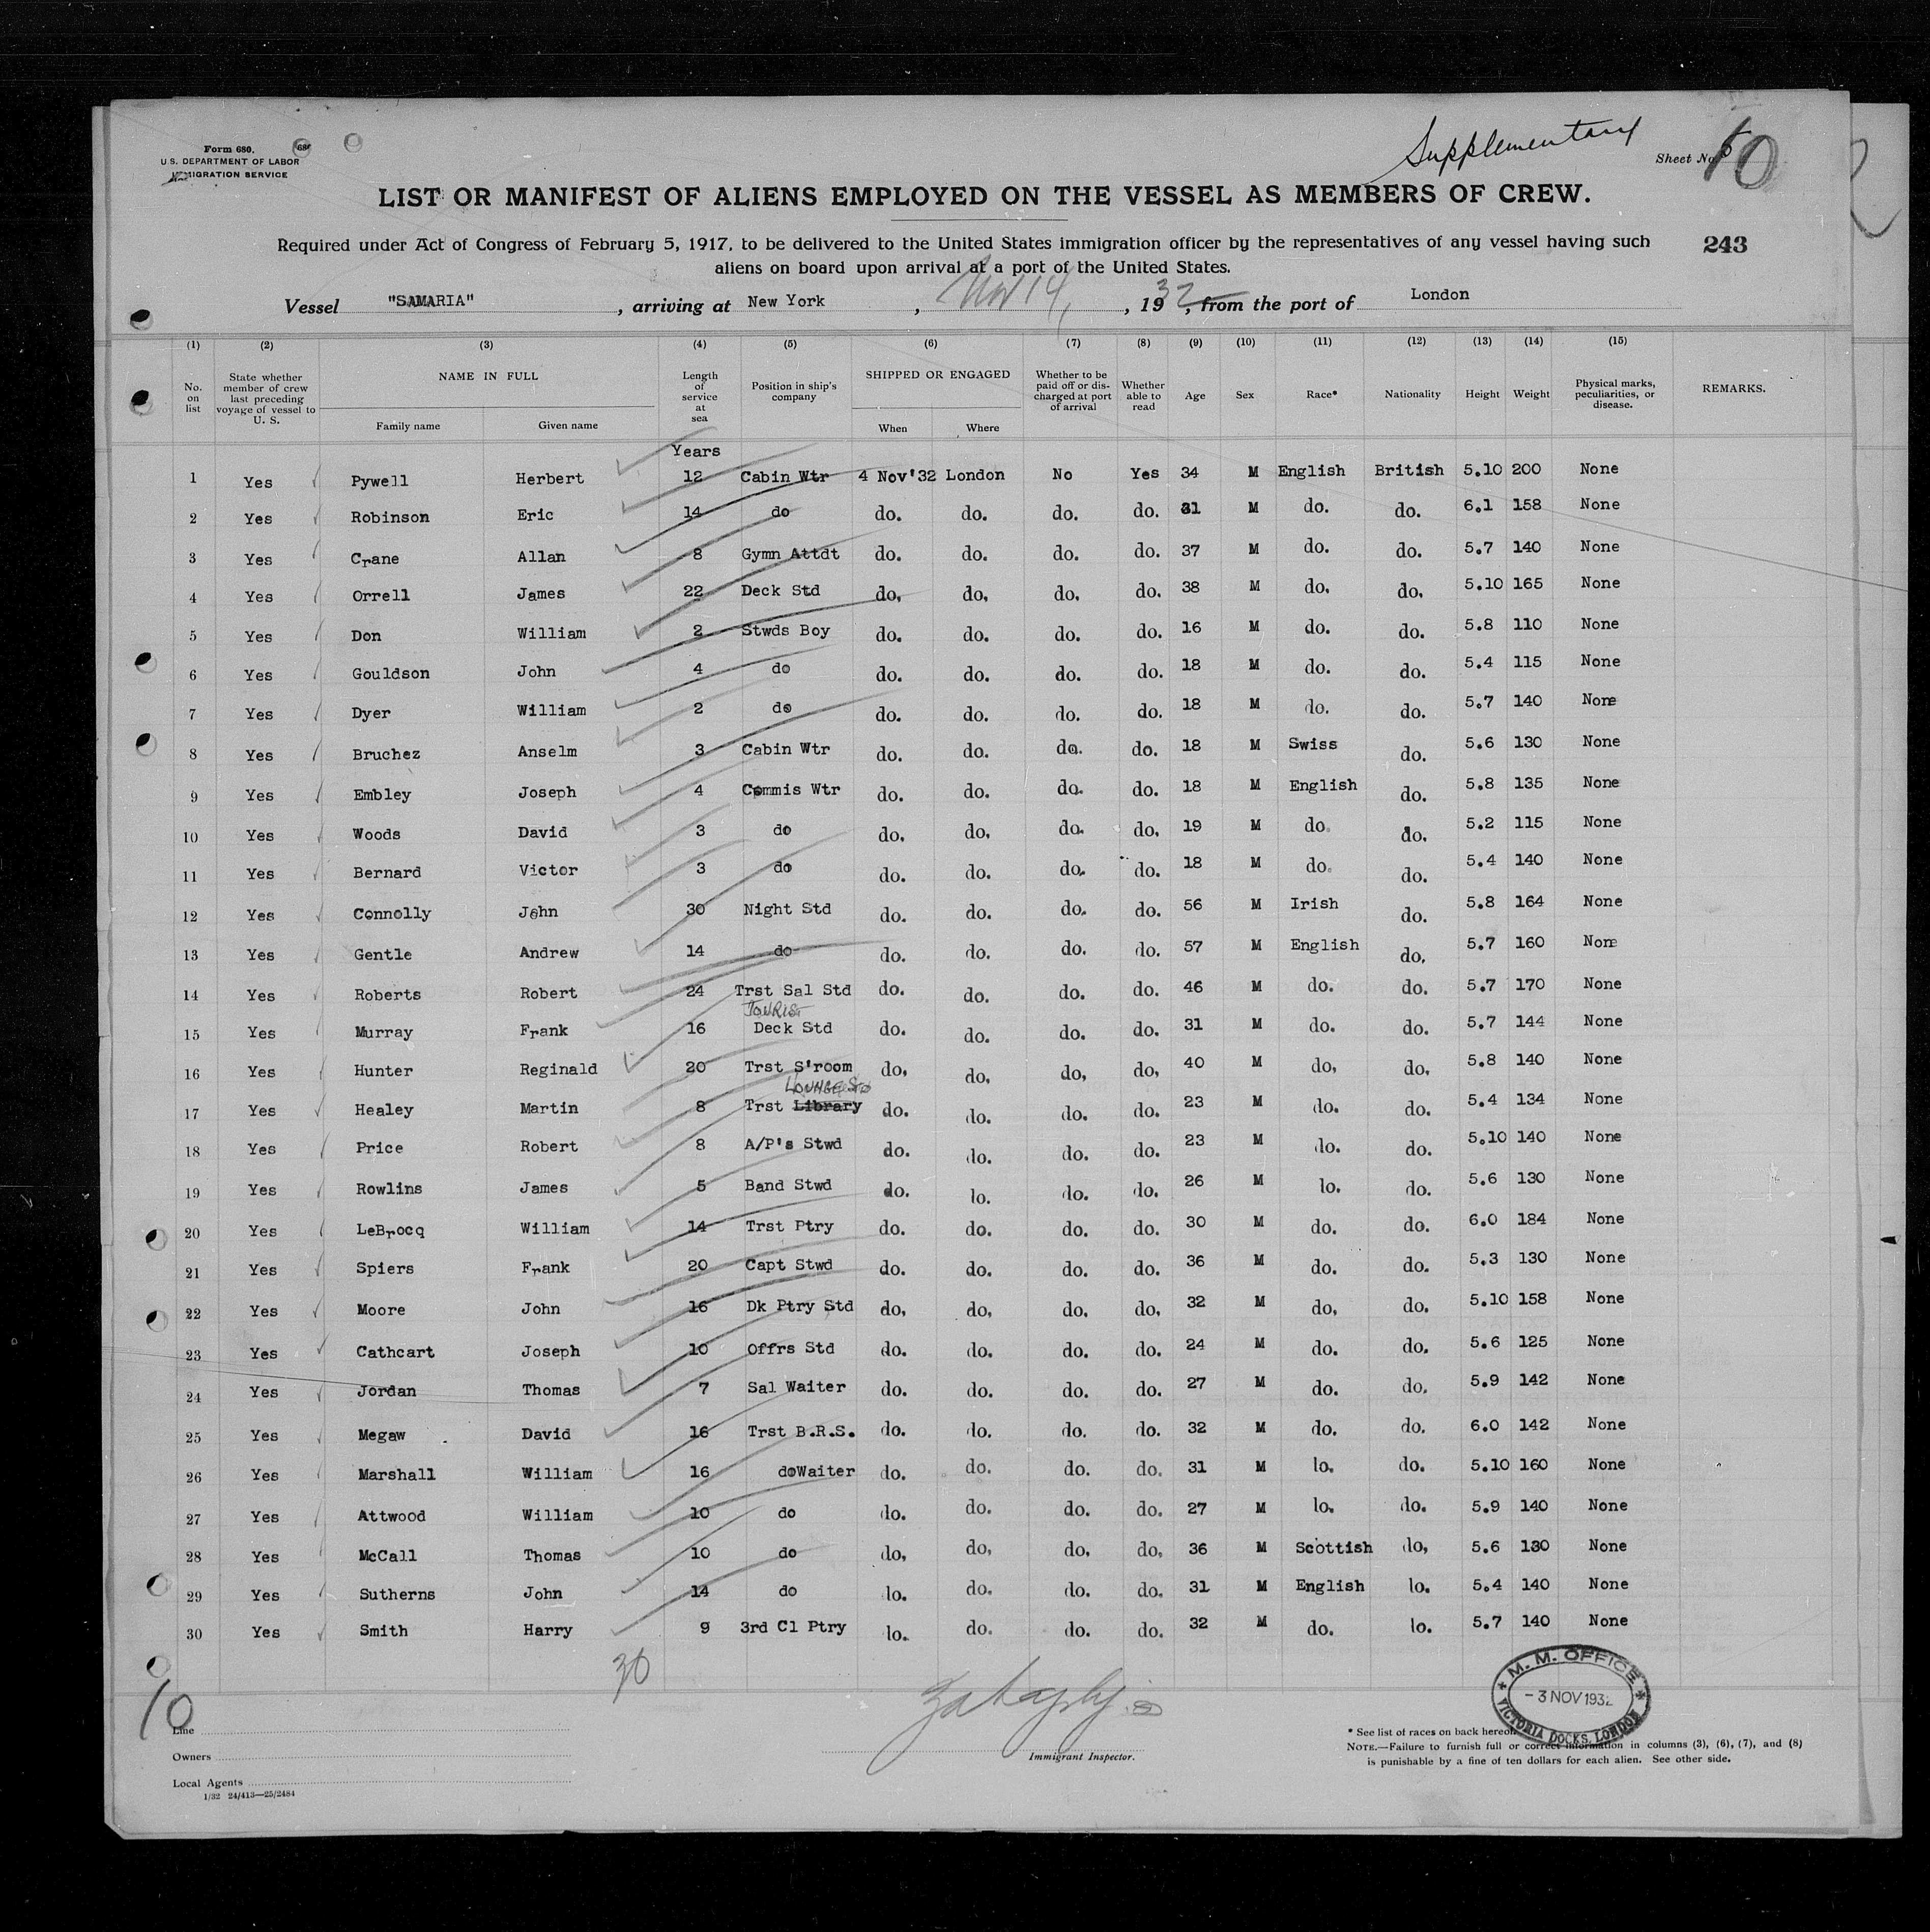 Form 680.
U.S. DEPARTMENT OF LABOR
IMMIGRATION SERVICE
Supplementary
Sheet No. 10
LIST OR MANIFEST OF ALIENS EMPLOYED ON THE VESSEL AS MEMBERS OF CREW.
Required under Act of Congress of February 5, 1917, to be delivered to the United States immigration officer by the representatives of any vessel having such
243
aliens on board upon arrival at a port of the United States.
Vessel "SAMARIA", arriving at New York, Nov 14, 1932, from the port of London
(1) (2) (3) (4) (5) (6) (7) (8) (9) (10) (11) (12) (13) (14) (15)
No. on list State whether member of crew last preceding voyage of vessel to U. S. NAME IN FULL Family name Given name Length of service at sea Position in ship's company SHIPPED OR ENGAGED When Where Whether to be paid off or discharged at port of arrival Whether able to read Age Sex Race* Nationality Height Weight Physical marks, peculiarities, or disease. REMARKS.
Years
1 Yes Pywell Herbert 12 Cabin Wtr 4 Nov'32 London No Yes 34 M English British 5.10 200 None
2 Yes Robinson Eric 14 do do. do. do. do. 31 M do. do. 6.1 158 None
3 Yes Crane Allan 8 Gymn Attdt do. do. do. do. 37 M do. do. 5.7 140 None
4 Yes Orrell James 22 Deck Std do. do. do. do. 38 M do. do. 5.10 165 None
5 Yes Don William 2 Stwds Boy do. do. do. do. 16 M do. do. 5.8 110 None
6 Yes Gouldson John 4 do do. do. do. do. 18 M do. do. 5.4 115 None
7 Yes Dyer William 2 do do. do. do. do. 18 M do. do. 5.7 140 None
8 Yes Bruchez Anselm 3 Cabin Wtr do. do. do. do. 18 M Swiss do. 5.6 130 None
9 Yes Embley Joseph 4 Commis Wtr do. do. do. do. 18 M English do. 5.8 135 None
10 Yes Woods David 3 do do. do. do. do. 19 M do. do. 5.2 115 None
11 Yes Bernard Victor 3 do do. do. do. do. 18 M do. do. 5.4 140 None
12 Yes Connolly John 30 Night Std do. do. do. do. 56 M Irish do. 5.8 164 None
13 Yes Gentle Andrew 14 do do. do. do. do. 57 M English do. 5.7 160 None
14 Yes Roberts Robert 24 Trst Sal Std do. do. do. do. 46 M do. do. 5.7 170 None
TOURIST
15 Yes Murray Frank 16 Deck Std do. do. do. do. 31 M do. do. 5.7 144 None
16 Yes Hunter Reginald 20 Trst S'room do. do. do. do. 40 M do. do. 5.8 140 None
LOUNGE STD
17 Yes Healey Martin 8 Trst Library do. do. do. do. 23 M do. do. 5.4 134 None
18 Yes Price Robert 8 A/P's Stwd do. do. do. do. 23 M do. do. 5.10 140 None
19 Yes Rowlins James 5 Band Stwd do. do. do. do. 26 M do. do. 5.6 130 None
20 Yes LeBrocq William 14 Trst Ptry do. do. do. do. 30 M do. do. 6.0 184 None
21 Yes Spiers Frank 20 Capt Stwd do. do. do. do. 36 M do. do. 5.3 130 None
22 Yes Moore John 16 Dk Ptry Std do. do. do. do. 32 M do. do. 5.10 158 None
23 Yes Cathcart Joseph 10 Offrs Std do. do. do. do. 24 M do. do. 5.6 125 None
24 Yes Jordan Thomas 7 Sal Waiter do. do. do. do. 27 M do. do. 5.9 142 None
25 Yes Megaw David 16 Trst B.R.S. do. do. do. do. 32 M do. do. 6.0 142 None
26 Yes Marshall William 16 do Waiter do. do. do. do. 31 M do. do. 5.10 160 None
27 Yes Attwood William 10 do do. do. do. do. 27 M do. do. 5.9 140 None
28 Yes McCall Thomas 10 do do. do. do. do. 36 M Scottish do. 5.6 130 None
29 Yes Sutherns John 14 do do. do. do. do. 31 M English do. 5.4 140 None
30 Yes Smith Harry 9 3rd Cl Ptry do. do. do. do. 32 M do. do. 5.7 140 None
30
M. M. OFFICE
- 3 NOV 1932
VICTORIA DOCKS, LONDON
10
Line
Owners
Local Agents
1/32 24/413—25/2484
Immigrant Inspector.
* See list of races on back hereof.
NOTE.—Failure to furnish full or correct information in columns (3), (6), (7), and (8)
is punishable by a fine of ten dollars for each alien. See other side.